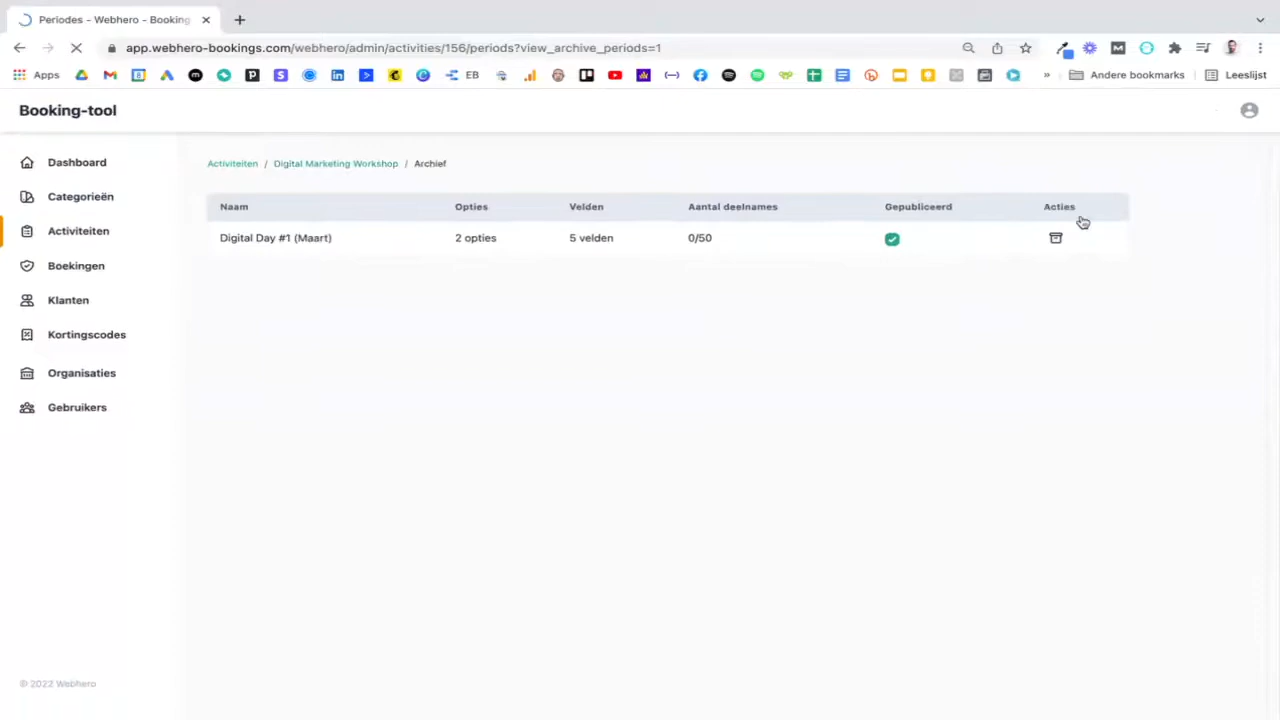 Periodes - Webhero - Booking
app.webhero-bookings.com/webhero/admin/activities/156/periods?view_archive_periods=1
Apps
EB
Andere bookmarks
Leeslijst
Booking-tool
Dashboard
Categorieën
Activiteiten
Boekingen
Klanten
Kortingscodes
Organisaties
Gebruikers
© 2022 Webhero
Activiteiten / Digital Marketing Workshop / Archief
Naam Opties Velden Aantal deelnames Gepubliceerd Acties
Digital Day #1 (Maart) 2 opties 5 velden 0/50